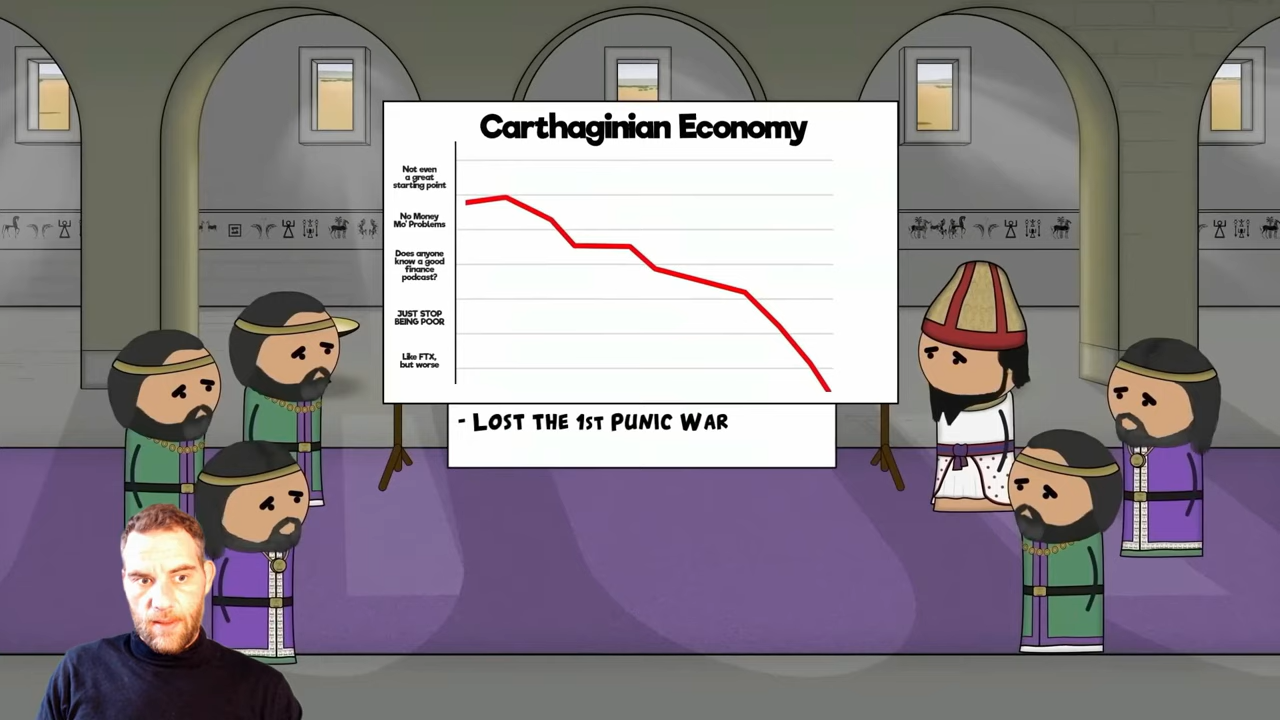 Carthaginian Economy
Not even
a great
starting point
No Money
Mo' Problems
Does anyone
know a good
finance
podcast?
JUST STOP
BEING POOR
Like FTX,
but worse
- LOST THE 1ST PUNIC WAR